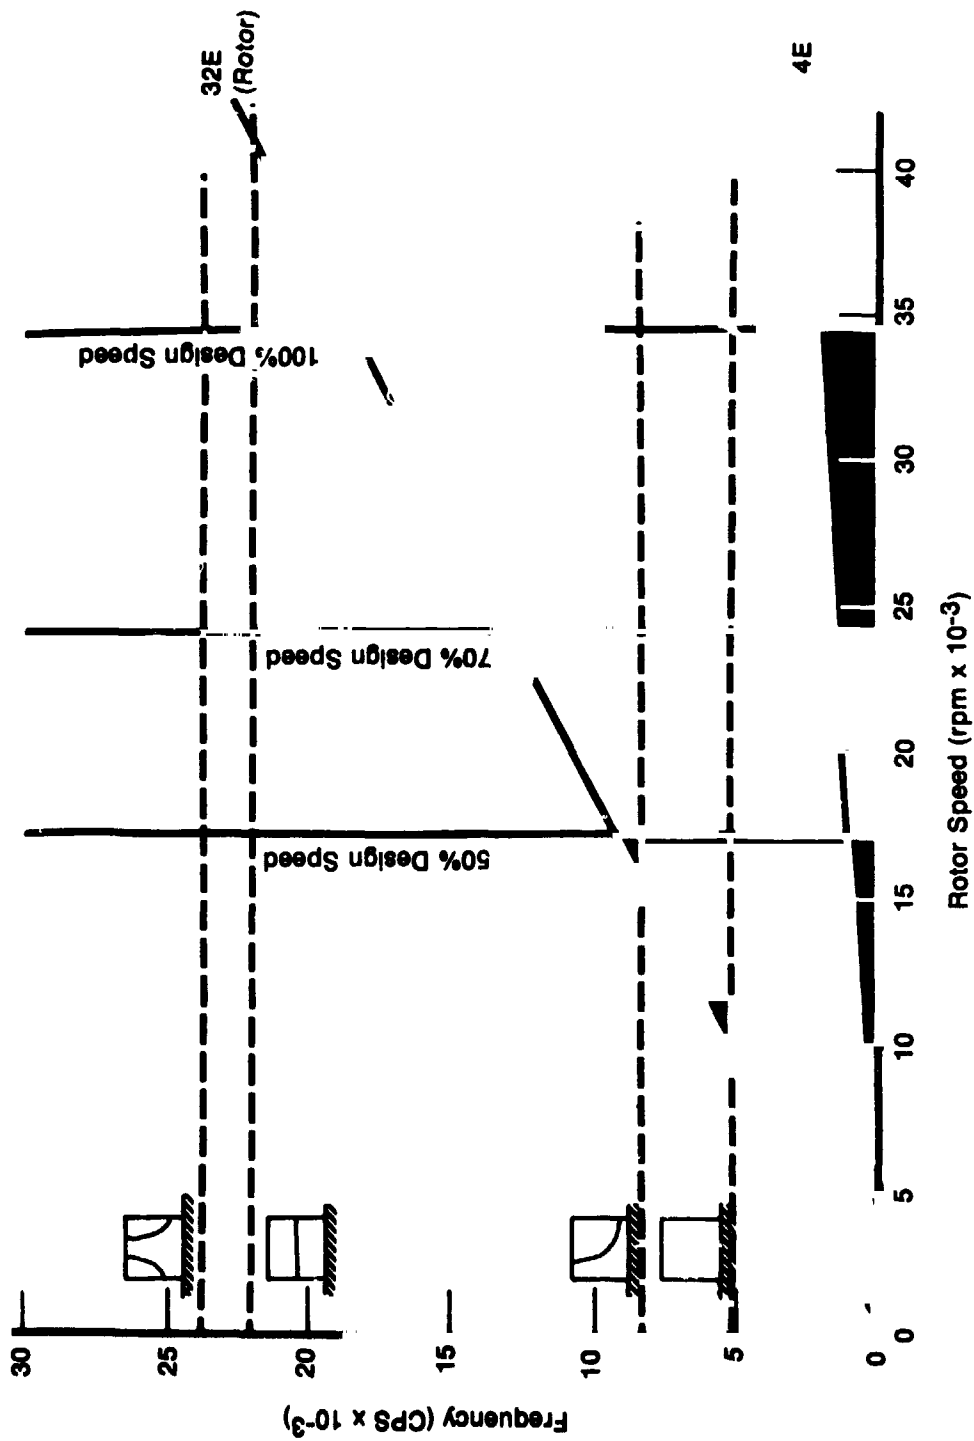 32E
(Rotor)
4E
100% Design Speed
70% Design Speed
50% Design Speed
Frequency (CPS x 10-3)
30
25
20
15
10
5
0
0
5
10
15
20
25
30
35
40
Rotor Speed (rpm x 10-3)